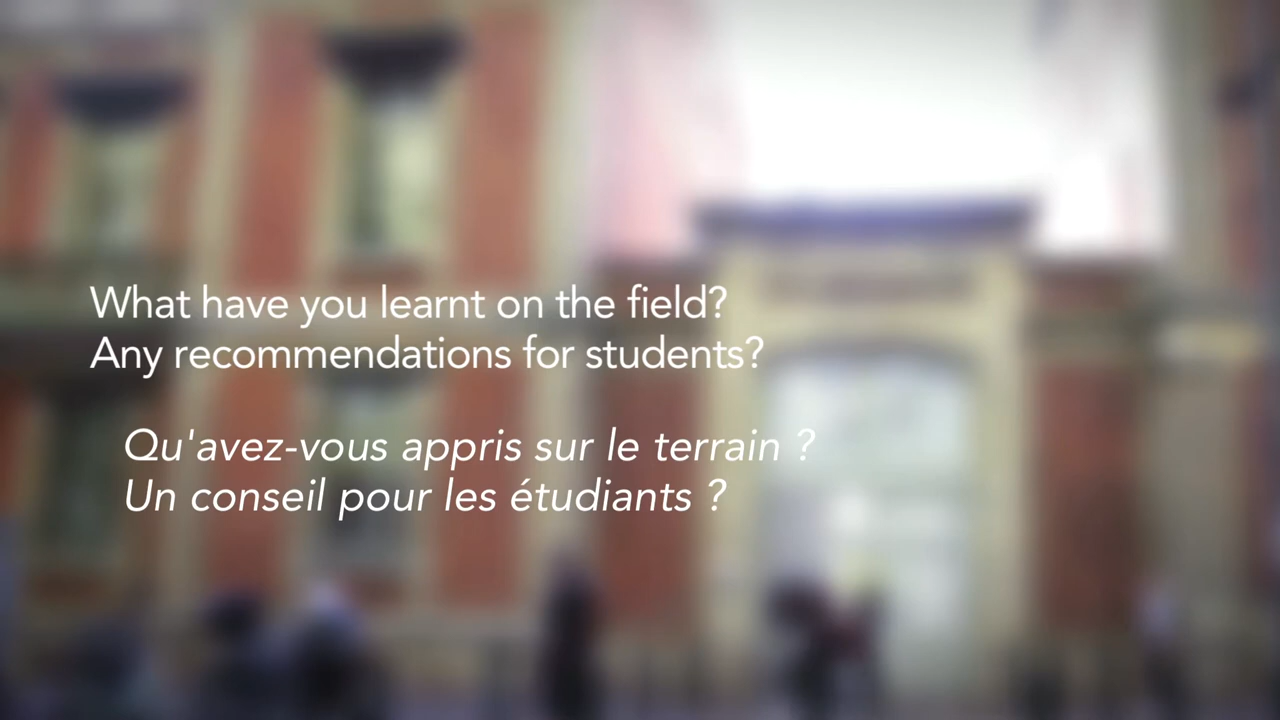 What have you learnt on the field?
Any recommendations for students?
Qu'avez-vous appris sur le terrain ?
Un conseil pour les étudiants ?